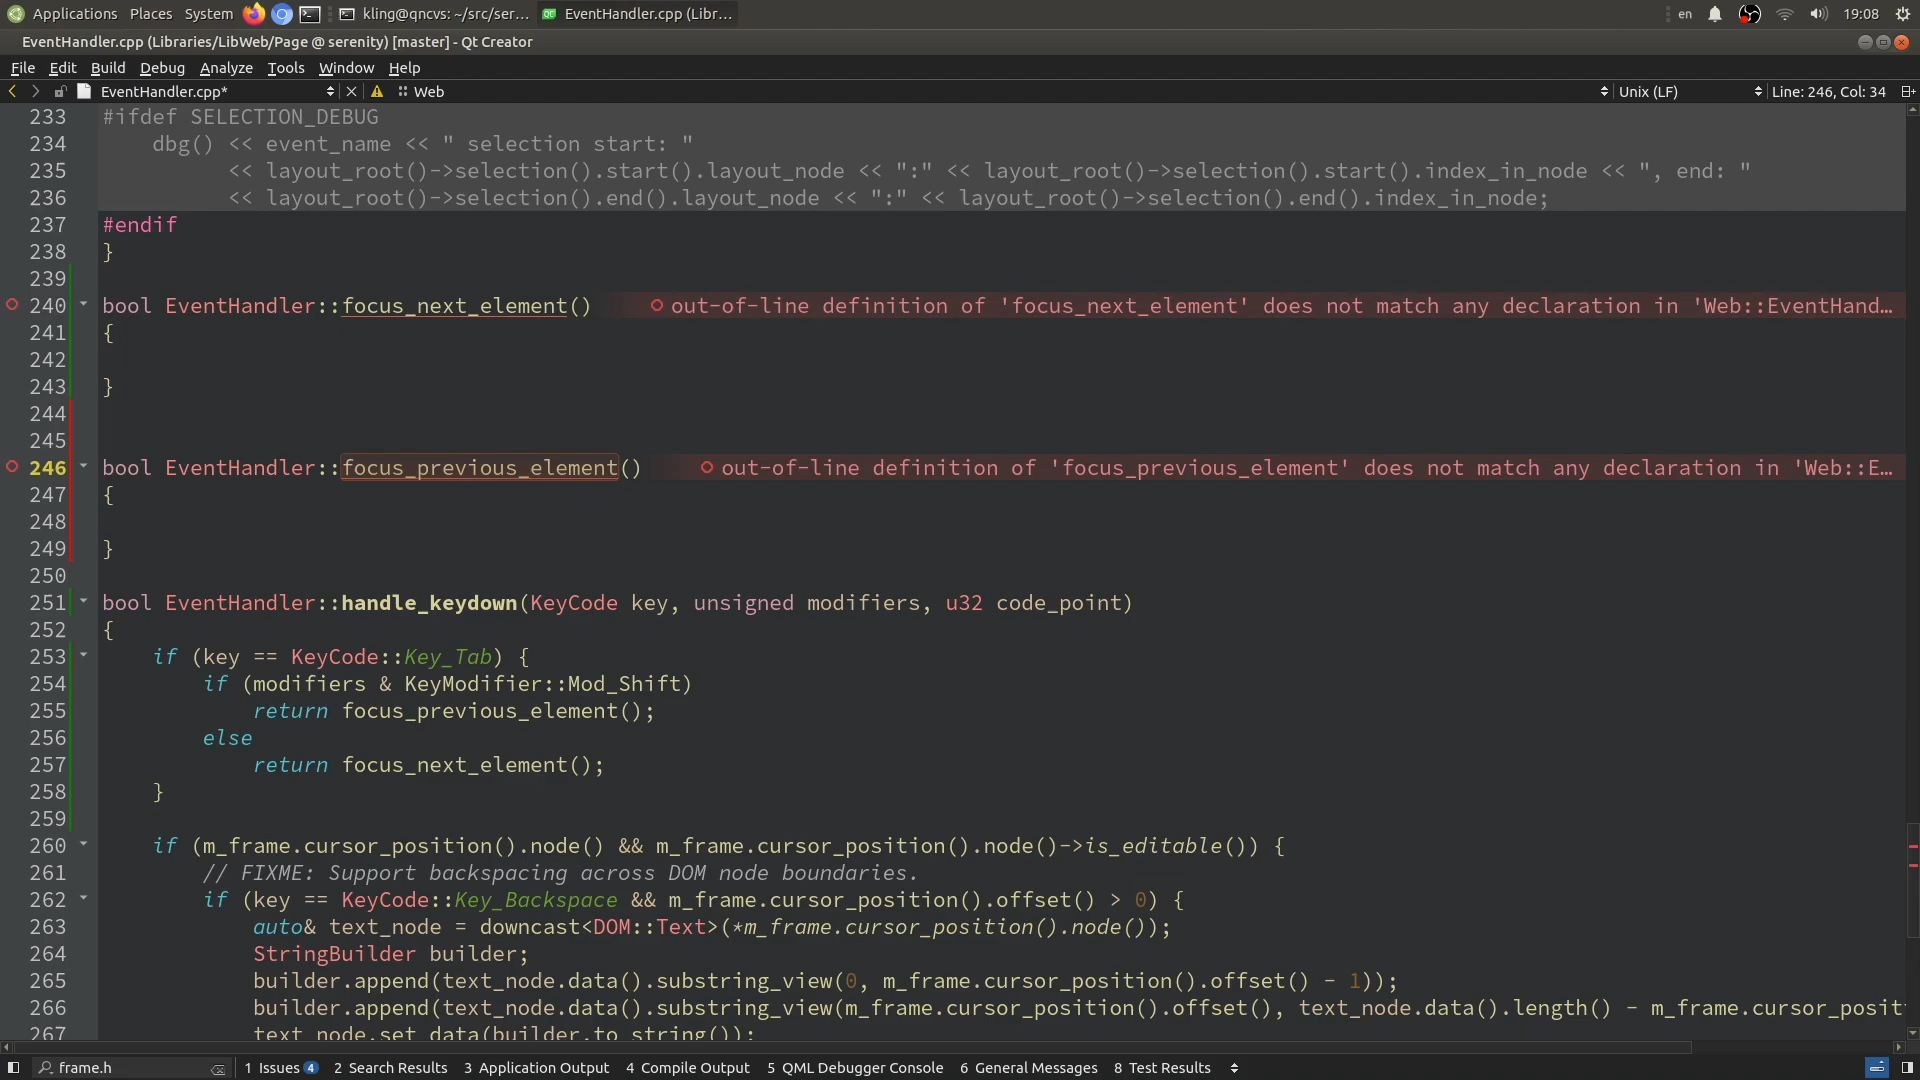 Applications Places System kling@qncvs: ~/src/ser... EventHandler.cpp (Libr... en 19:08
EventHandler.cpp (Libraries/LibWeb/Page @ serenity) [master] - Qt Creator
File Edit Build Debug Analyze Tools Window Help
EventHandler.cpp* Web Unix (LF) Line: 246, Col: 34
233 #ifdef SELECTION_DEBUG
234 dbg() << event_name << " selection start: "
235 << layout_root()->selection().start().layout_node << ":" << layout_root()->selection().start().index_in_node << ", end: "
236 << layout_root()->selection().end().layout_node << ":" << layout_root()->selection().end().index_in_node;
237 #endif
238 }
239
240 bool EventHandler::focus_next_element() out-of-line definition of 'focus_next_element' does not match any declaration in 'Web::EventHand...
241 {
242
243 }
244
245
246 bool EventHandler::focus_previous_element() out-of-line definition of 'focus_previous_element' does not match any declaration in 'Web::E...
247 {
248
249 }
250
251 bool EventHandler::handle_keydown(KeyCode key, unsigned modifiers, u32 code_point)
252 {
253 if (key == KeyCode::Key_Tab) {
254 if (modifiers & KeyModifier::Mod_Shift)
255 return focus_previous_element();
256 else
257 return focus_next_element();
258 }
259
260 if (m_frame.cursor_position().node() && m_frame.cursor_position().node()->is_editable()) {
261 // FIXME: Support backspacing across DOM node boundaries.
262 if (key == KeyCode::Key_Backspace && m_frame.cursor_position().offset() > 0) {
263 auto& text_node = downcast<DOM::Text>(*m_frame.cursor_position().node());
264 StringBuilder builder;
265 builder.append(text_node.data().substring_view(0, m_frame.cursor_position().offset() - 1));
266 builder.append(text_node.data().substring_view(m_frame.cursor_position().offset(), text_node.data().length() - m_frame.cursor_posit
267 text_node.set_data(builder.to_string());
frame.h 1 Issues 4 2 Search Results 3 Application Output 4 Compile Output 5 QML Debugger Console 6 General Messages 8 Test Results